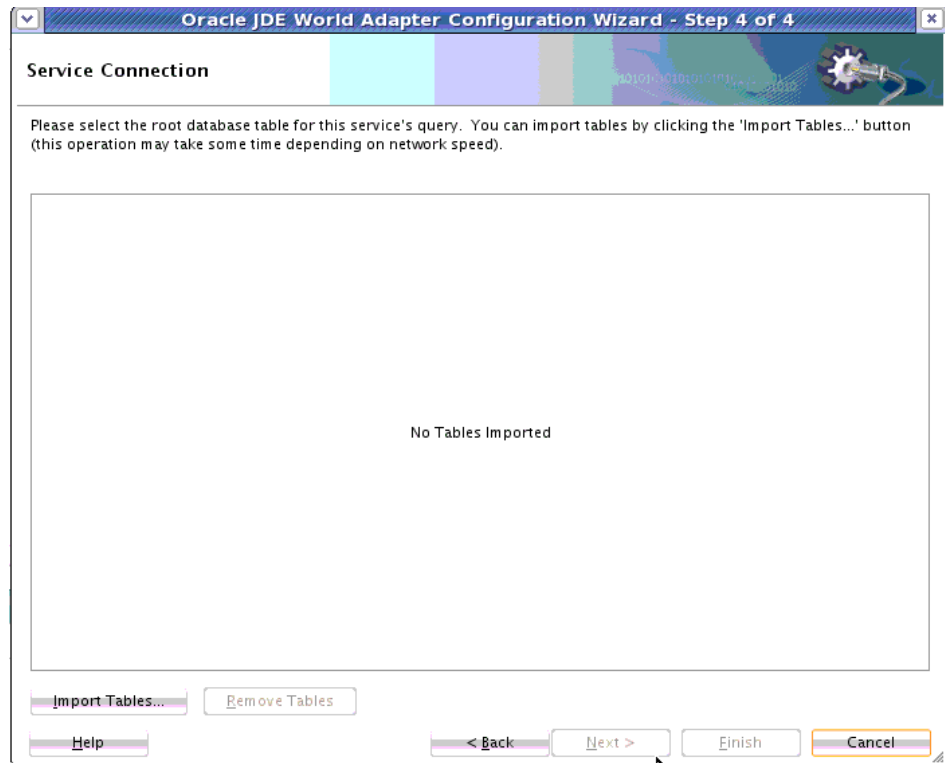 Oracle JDE World Adapter Configuration Wizard - Step 4 of 4
Service Connection
Please select the root database table for this service's query. You can import tables by clicking the 'Import Tables...' button
(this operation may take some time depending on network speed).
No Tables Imported
Import Tables...
Remove Tables
Help
< Back
Next >
Finish
Cancel